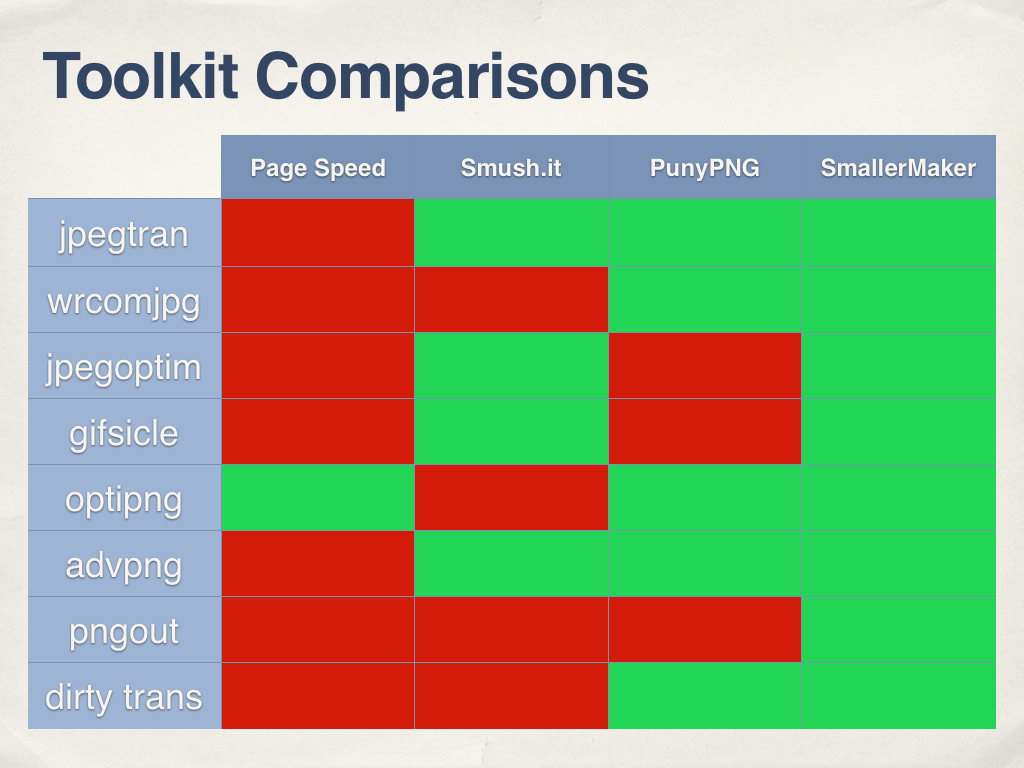 Toolkit Comparisons
Page Speed Smush.it PunyPNG SmallerMaker
jpegtran
wrcomjpg
jpegoptim
gifsicle
optipng
advpng
pngout
dirty trans